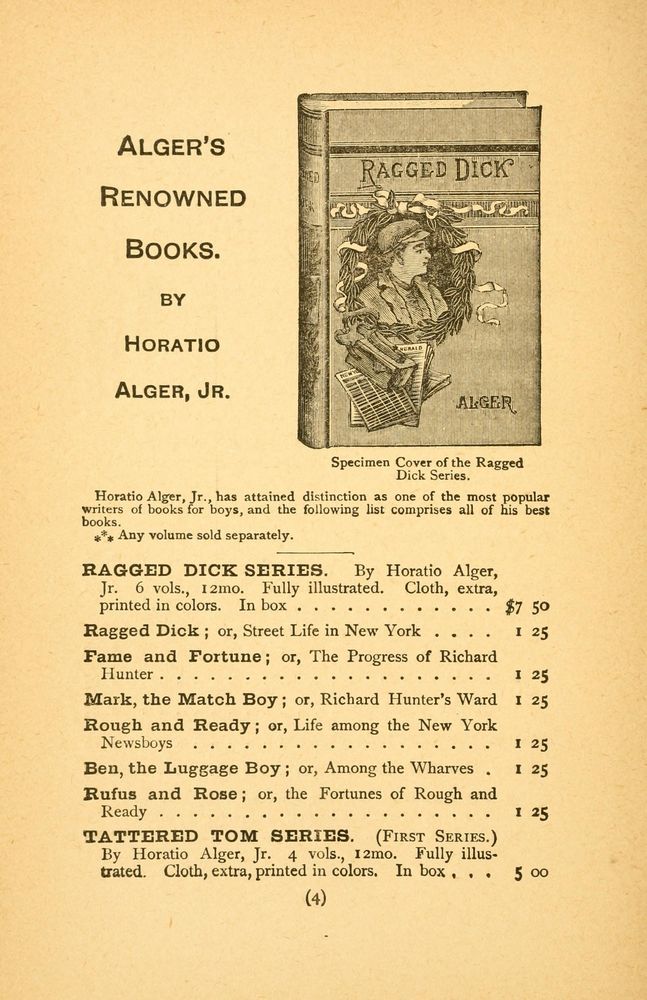 ALGER'S
RENOWNED
BOOKS.
BY
HORATIO
ALGER, JR.
RAGGED DICK
HERALD
ALGER
Specimen Cover of the Ragged
Dick Series.
Horatio Alger, Jr., has attained distinction as one of the most popular
writers of books for boys, and the following list comprises all of his best
books.
*** Any volume sold separately.
RAGGED DICK SERIES. By Horatio Alger,
Jr. 6 vols., 12mo. Fully illustrated. Cloth, extra,
printed in colors. In box . . . . . . . . . . . . . $7 50
Ragged Dick ; or, Street Life in New York . . . . 1 25
Fame and Fortune ; or, The Progress of Richard
Hunter . . . . . . . . . . . . . . . . . . . . 1 25
Mark, the Match Boy ; or, Richard Hunter's Ward 1 25
Rough and Ready ; or, Life among the New York
Newsboys . . . . . . . . . . . . . . . . . . 1 25
Ben, the Luggage Boy ; or, Among the Wharves . 1 25
Rufus and Rose ; or, the Fortunes of Rough and
Ready . . . . . . . . . . . . . . . . . . . . 1 25
TATTERED TOM SERIES. (FIRST SERIES.)
By Horatio Alger, Jr. 4 vols., 12mo. Fully illus-
trated. Cloth, extra, printed in colors. In box . . . 5 00
(4)